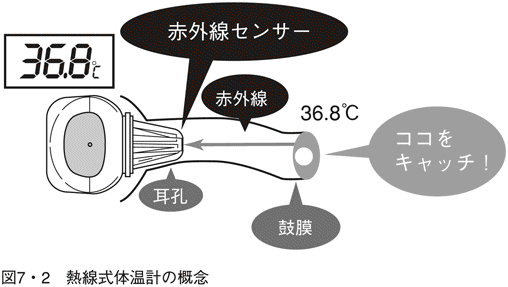 36.8℃
赤外線センサー
赤外線
36.8℃
ココを
キャッチ！
耳孔
鼓膜
図7・2　熱線式体温計の概念